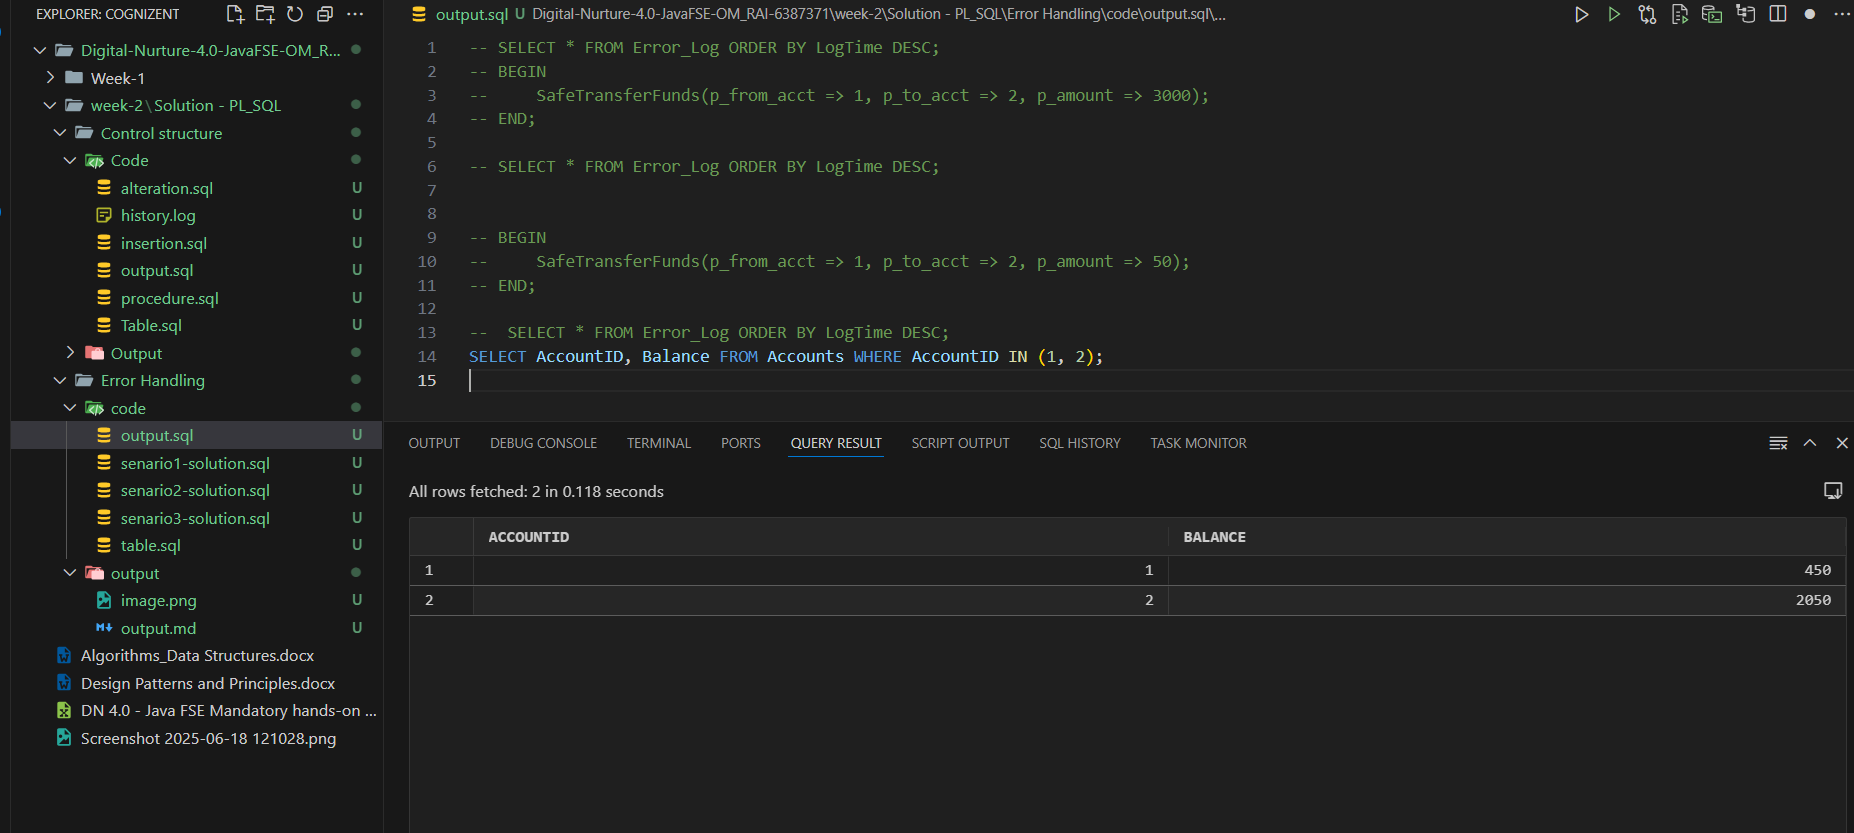 EXPLORER: COGNIZENT
Digital-Nurture-4.0-JavaFSE-OM_R...
Week-1
week-2\Solution - PL_SQL
Control structure
Code
alteration.sql U
history.log U
insertion.sql U
output.sql U
procedure.sql U
Table.sql U
Output
Error Handling
code
output.sql U
senario1-solution.sql U
senario2-solution.sql U
senario3-solution.sql U
table.sql U
output
image.png U
output.md U
Algorithms_Data Structures.docx
Design Patterns and Principles.docx
DN 4.0 - Java FSE Mandatory hands-on ...
Screenshot 2025-06-18 121028.png
output.sql U Digital-Nurture-4.0-JavaFSE-OM_RAI-6387371\week-2\Solution - PL_SQL\Error Handling\code\output.sql\...
1 -- SELECT * FROM Error_Log ORDER BY LogTime DESC;
2 -- BEGIN
3 --     SafeTransferFunds(p_from_acct => 1, p_to_acct => 2, p_amount => 3000);
4 -- END;
5
6 -- SELECT * FROM Error_Log ORDER BY LogTime DESC;
7
8
9 -- BEGIN
10 --     SafeTransferFunds(p_from_acct => 1, p_to_acct => 2, p_amount => 50);
11 -- END;
12
13 --  SELECT * FROM Error_Log ORDER BY LogTime DESC;
14 SELECT AccountID, Balance FROM Accounts WHERE AccountID IN (1, 2);
15
OUTPUT DEBUG CONSOLE TERMINAL PORTS QUERY RESULT SCRIPT OUTPUT SQL HISTORY TASK MONITOR
All rows fetched: 2 in 0.118 seconds
ACCOUNTID BALANCE
1 1 450
2 2 2050